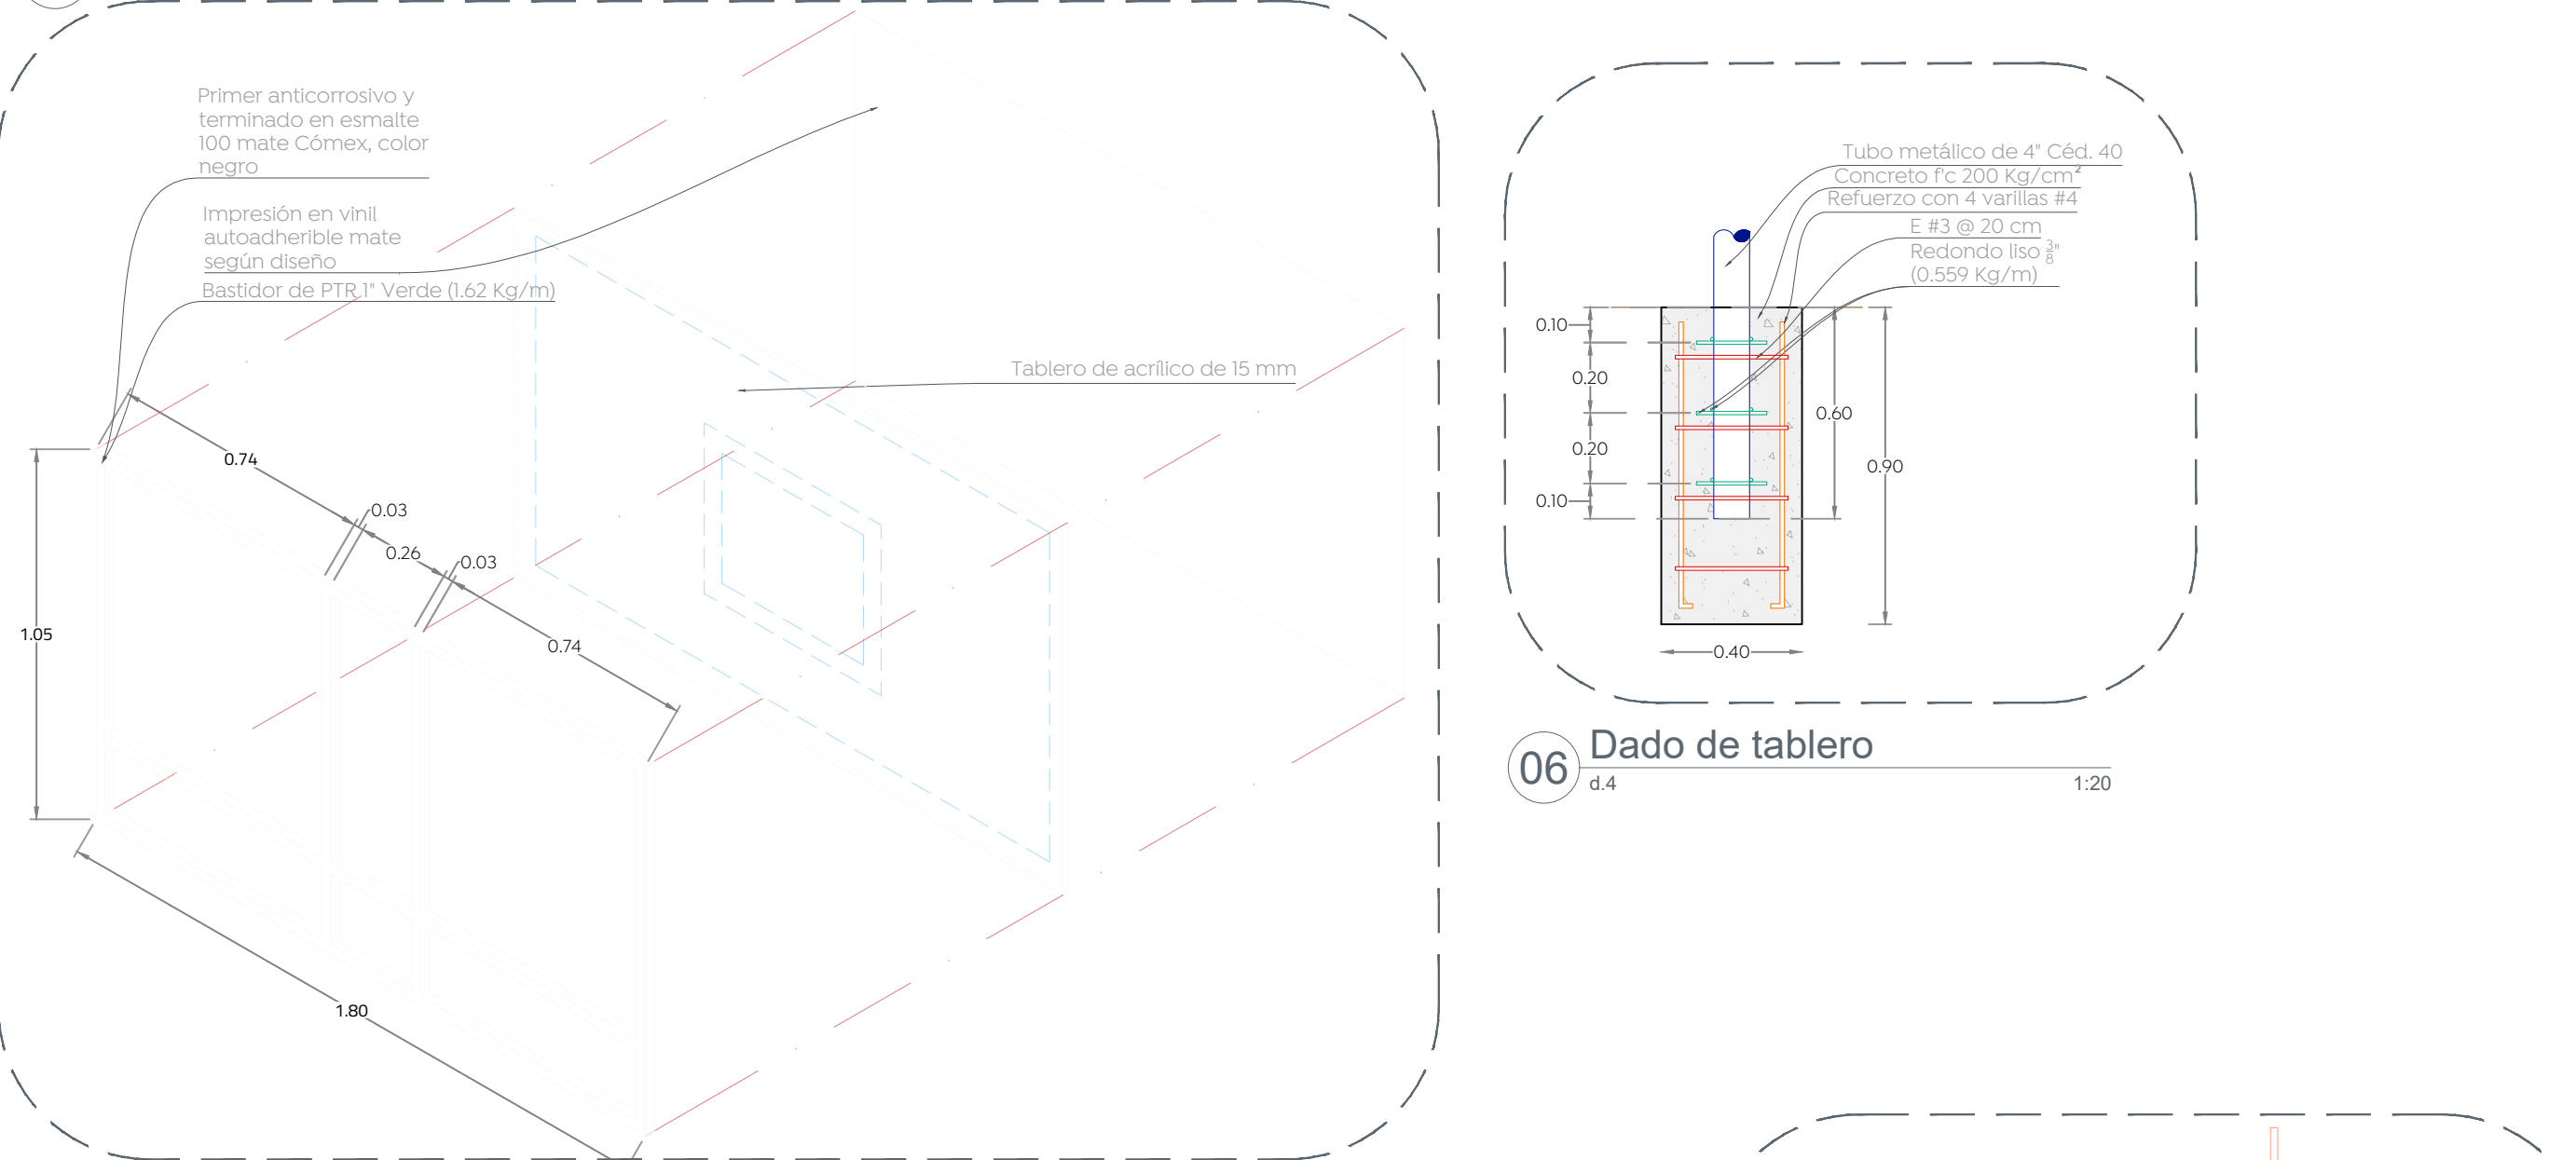 Primer anticorrosivo y
terminado en esmalte
100 mate Cómex, color
negro
Impresión en vinil
autoadherible mate
según diseño
Bastidor de PTR 1" Verde (1.62 Kg/m)
Tablero de acrílico de 15 mm
0.74
0.03
0.26
0.03
0.74
1.05
1.80
Tubo metálico de 4" Céd. 40
Concreto f'c 200 Kg/cm²
Refuerzo con 4 varillas #4
E #3 @ 20 cm
Redondo liso 3/8"
(0.559 Kg/m)
0.10
0.20
0.20
0.10
0.60
0.90
0.40
06 Dado de tablero
d.4 1:20